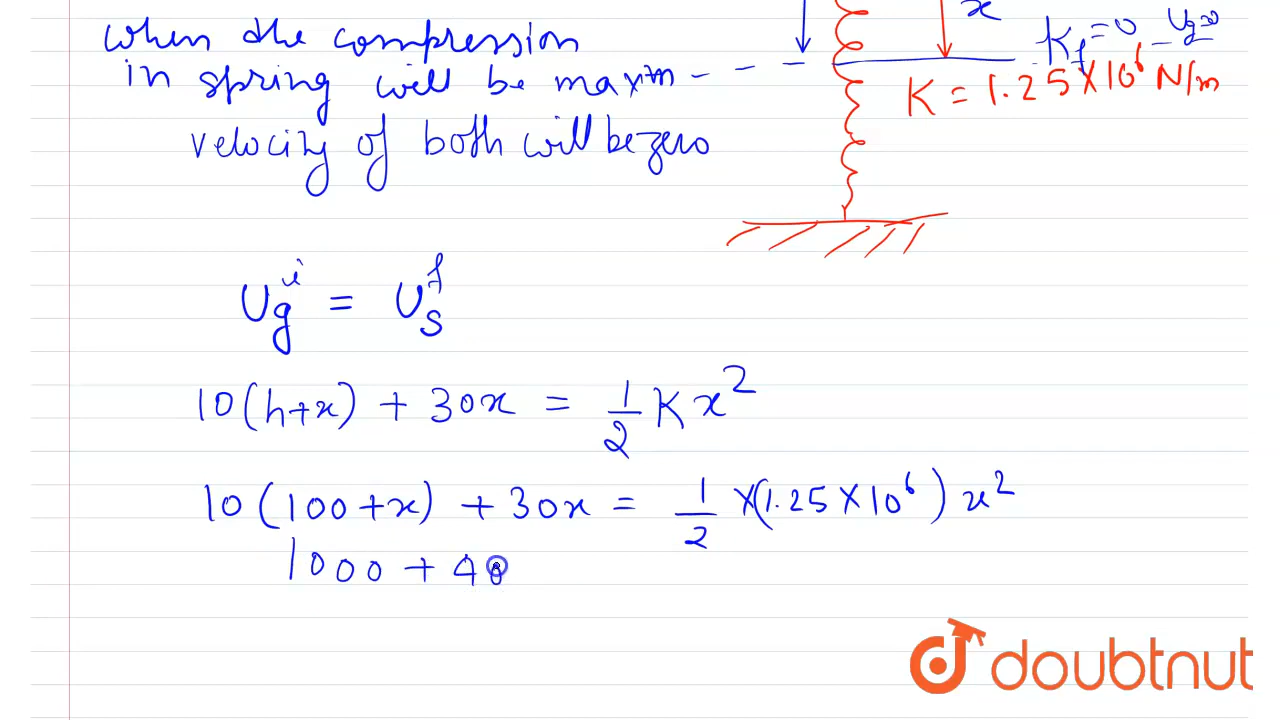 when the compression
in spring will be maxm
velocity of both will be zero
x
K_f = 0 U_g=0
K = 1.25 × 10^6 N/m
U_g^i = U_s^f
10(h+x) + 30x = 1/2 K x^2
10(100+x) + 30x = 1/2 ×(1.25 × 10^6) x^2
1000 + 40
doubtnut